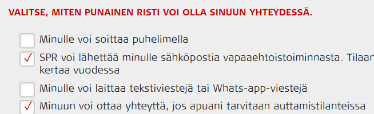 VALITSE, MITEN PUNAINEN RISTI VOI OLLA SINUUN YHTEYDESSÄ.
Minulle voi soittaa puhelimella
SPR voi lähettää minulle sähköpostia vapaaehtoistoiminnasta. Tilaan
kertaa vuodessa
Minulle voi laittaa tekstiviestejä tai Whats-app-viestejä
Minuun voi ottaa yhteyttä, jos apuani tarvitaan auttamistilanteissa